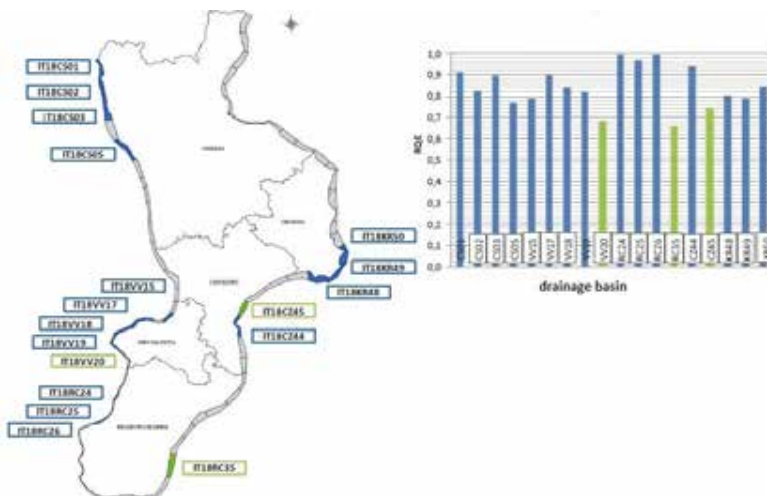 IT18CS01
IT18CS02
IT18CS03
IT18CS05
IT18VV15
IT18VV17
IT18VV18
IT18VV19
IT18VV20
IT18RC24
IT18RC25
IT18RC26
IT18KR50
IT18KR49
IT18KR48
IT18CZ45
IT18CZ44
IT18RC35
REGGIO CALABRIA
RQE
1,0
0,9
0,8
0,7
0,6
0,5
0,4
0,3
0,2
0,1
0,0
CS02
CS03
CS05
VV15
VV17
VV18
VV20
RC24
RC25
RC26
RC35
CZ44
CZ45
KR48
KR49
drainage basin